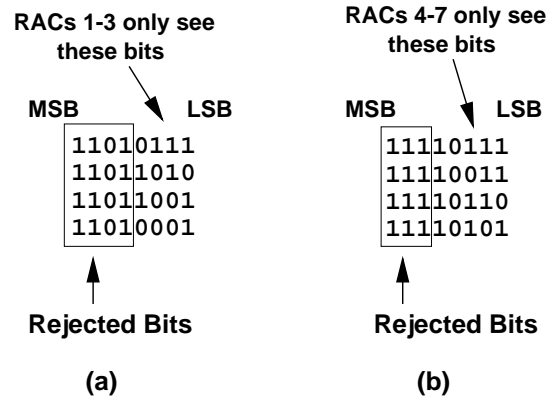 RACs 1-3 only see
these bits
MSB LSB
11010111
11011010
11011001
11010001
Rejected Bits
(a)
RACs 4-7 only see
these bits
MSB LSB
11110111
11110011
11110110
11110101
Rejected Bits
(b)